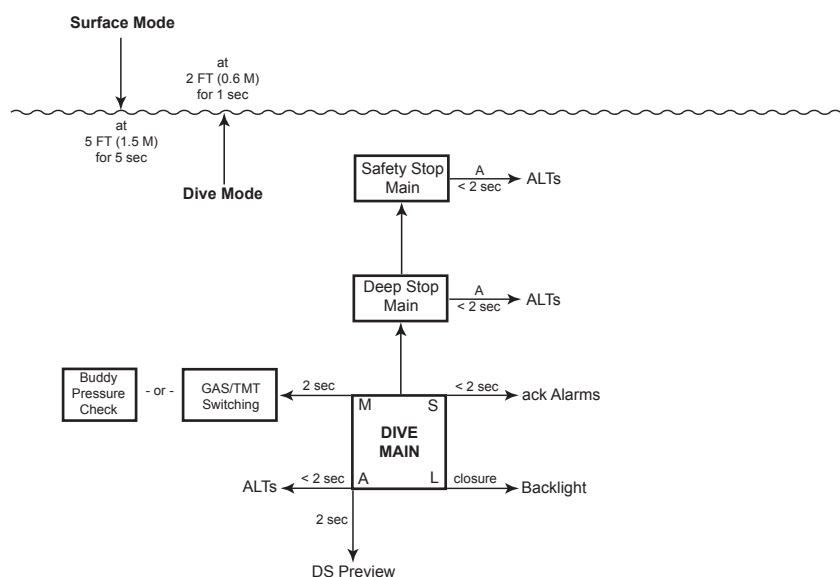 Surface Mode
at
2 FT (0.6 M)
for 1 sec
at
5 FT (1.5 M)
for 5 sec
Dive Mode
Safety Stop
Main
A
< 2 sec
ALTs
Deep Stop
Main
A
< 2 sec
ALTs
Buddy
Pressure
Check
- or -
GAS/TMT
Switching
2 sec
M
S
< 2 sec
ack Alarms
DIVE
MAIN
ALTs
< 2 sec
A
L
closure
Backlight
2 sec
DS Preview